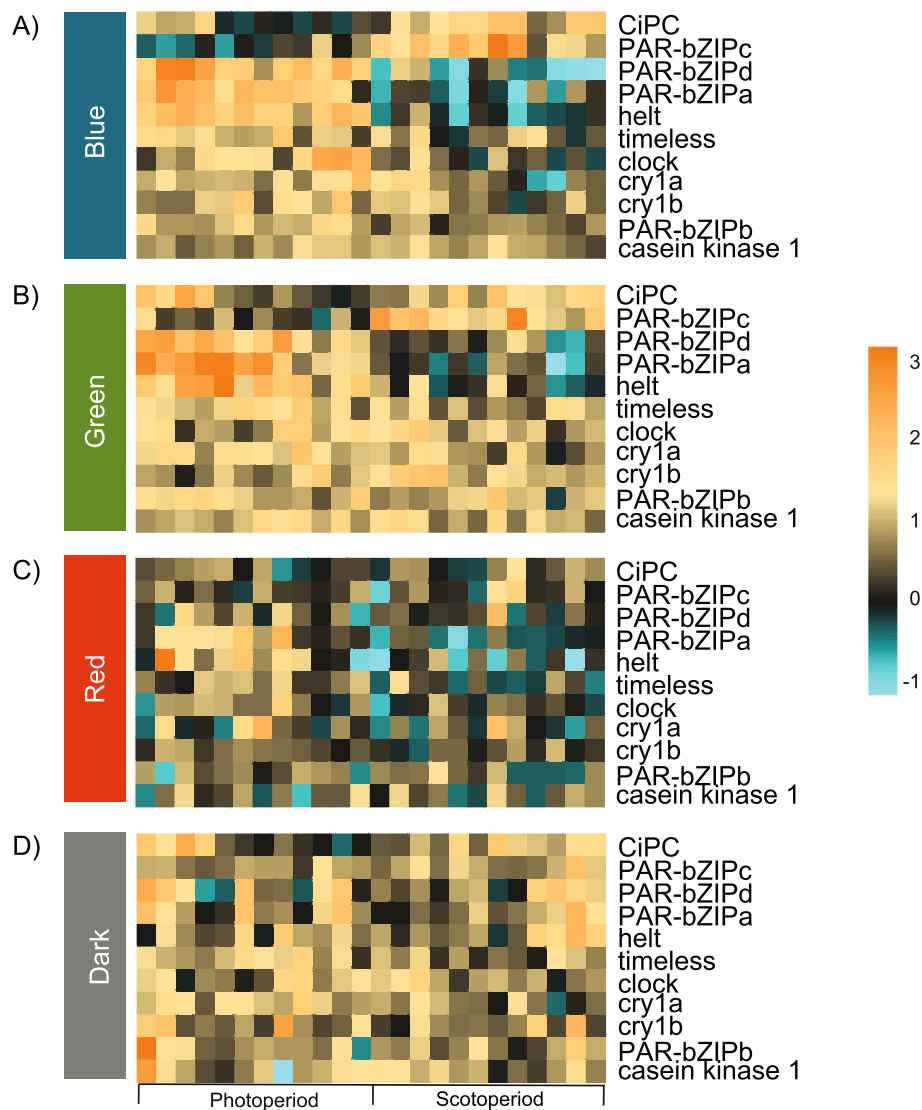 A)
Blue
CiPC
PAR-bZIPc
PAR-bZIPd
PAR-bZIPa
helt
timeless
clock
cry1a
cry1b
PAR-bZIPb
casein kinase 1
B)
Green
CiPC
PAR-bZIPc
PAR-bZIPd
PAR-bZIPa
helt
timeless
clock
cry1a
cry1b
PAR-bZIPb
casein kinase 1
3
2
1
0
-1
C)
Red
CiPC
PAR-bZIPc
PAR-bZIPd
PAR-bZIPa
helt
timeless
clock
cry1a
cry1b
PAR-bZIPb
casein kinase 1
D)
Dark
CiPC
PAR-bZIPc
PAR-bZIPd
PAR-bZIPa
helt
timeless
clock
cry1a
cry1b
PAR-bZIPb
casein kinase 1
Photoperiod
Scotoperiod